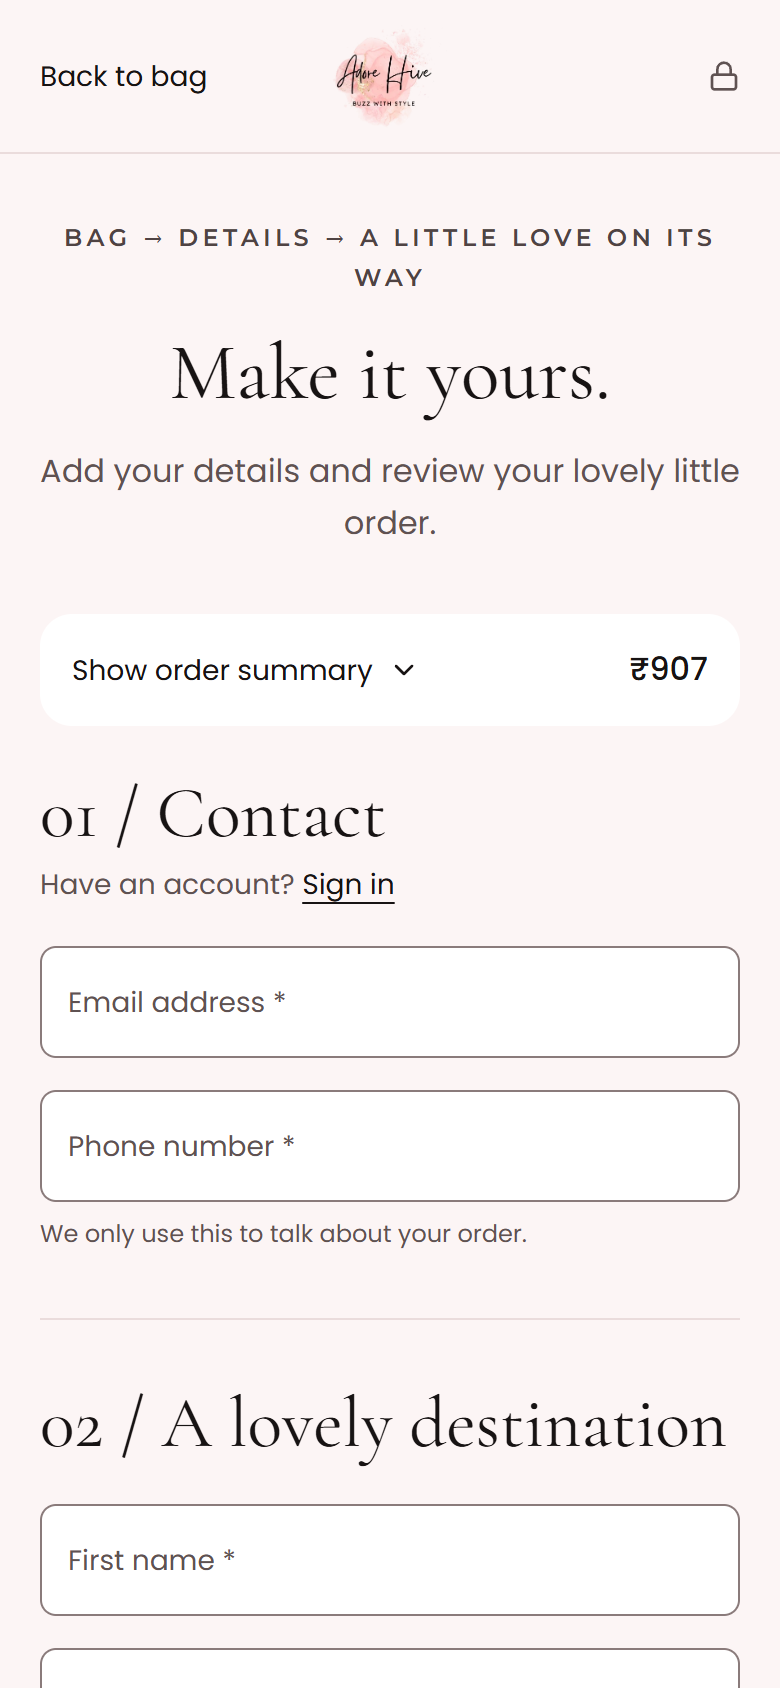 Back to bag
Adore Hive
BUZZ WITH STYLE
BAG → DETAILS → A LITTLE LOVE ON ITS
WAY
Make it yours.
Add your details and review your lovely little
order.
Show order summary
₹907
01 / Contact
Have an account? Sign in
Email address *
Phone number *
We only use this to talk about your order.
02 / A lovely destination
First name *